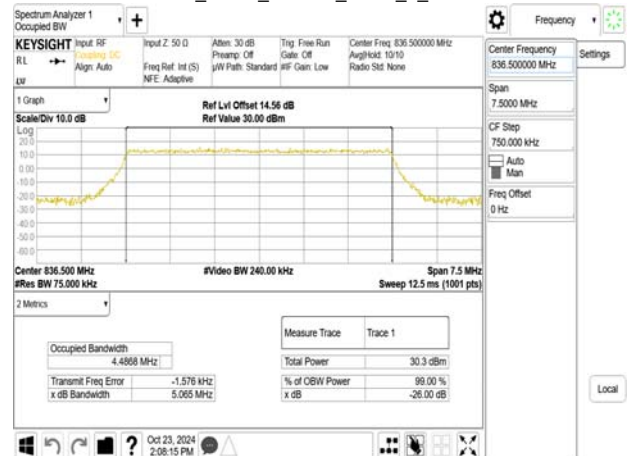 Spectrum Analyzer 1
Occupied BW
Frequency
KEYSIGHT
Input: RF
Coupling: DC
Align: Auto
Input Z: 50 Ω
Freq Ref: Int (S)
NFE: Adaptive
Atten: 30 dB
Preamp: Off
µW Path: Standard
Trig: Free Run
Gate: Off
#IF Gain: Low
Center Freq: 836.500000 MHz
Avg|Hold: 10/10
Radio Std: None
RL
Center Frequency
836.500000 MHz
Settings
Span
7.5000 MHz
CF Step
750.000 kHz
Auto
Man
Freq Offset
0 Hz
1 Graph
Scale/Div 10.0 dB
Ref Lvl Offset 14.56 dB
Ref Value 30.00 dBm
Log
20.0
10.0
0.00
-10.0
-20.0
-30.0
-40.0
-50.0
-60.0
Center 836.500 MHz
#Res BW 75.000 kHz
#Video BW 240.00 kHz
Span 7.5 MHz
Sweep 12.5 ms (1001 pts)
2 Metrics
Occupied Bandwidth
4.4868 MHz
Transmit Freq Error -1.576 kHz
x dB Bandwidth 5.065 MHz
Measure Trace Trace 1
Total Power 30.3 dBm
% of OBW Power 99.00 %
x dB -26.00 dB
Local
Oct 23, 2024
2:08:15 PM